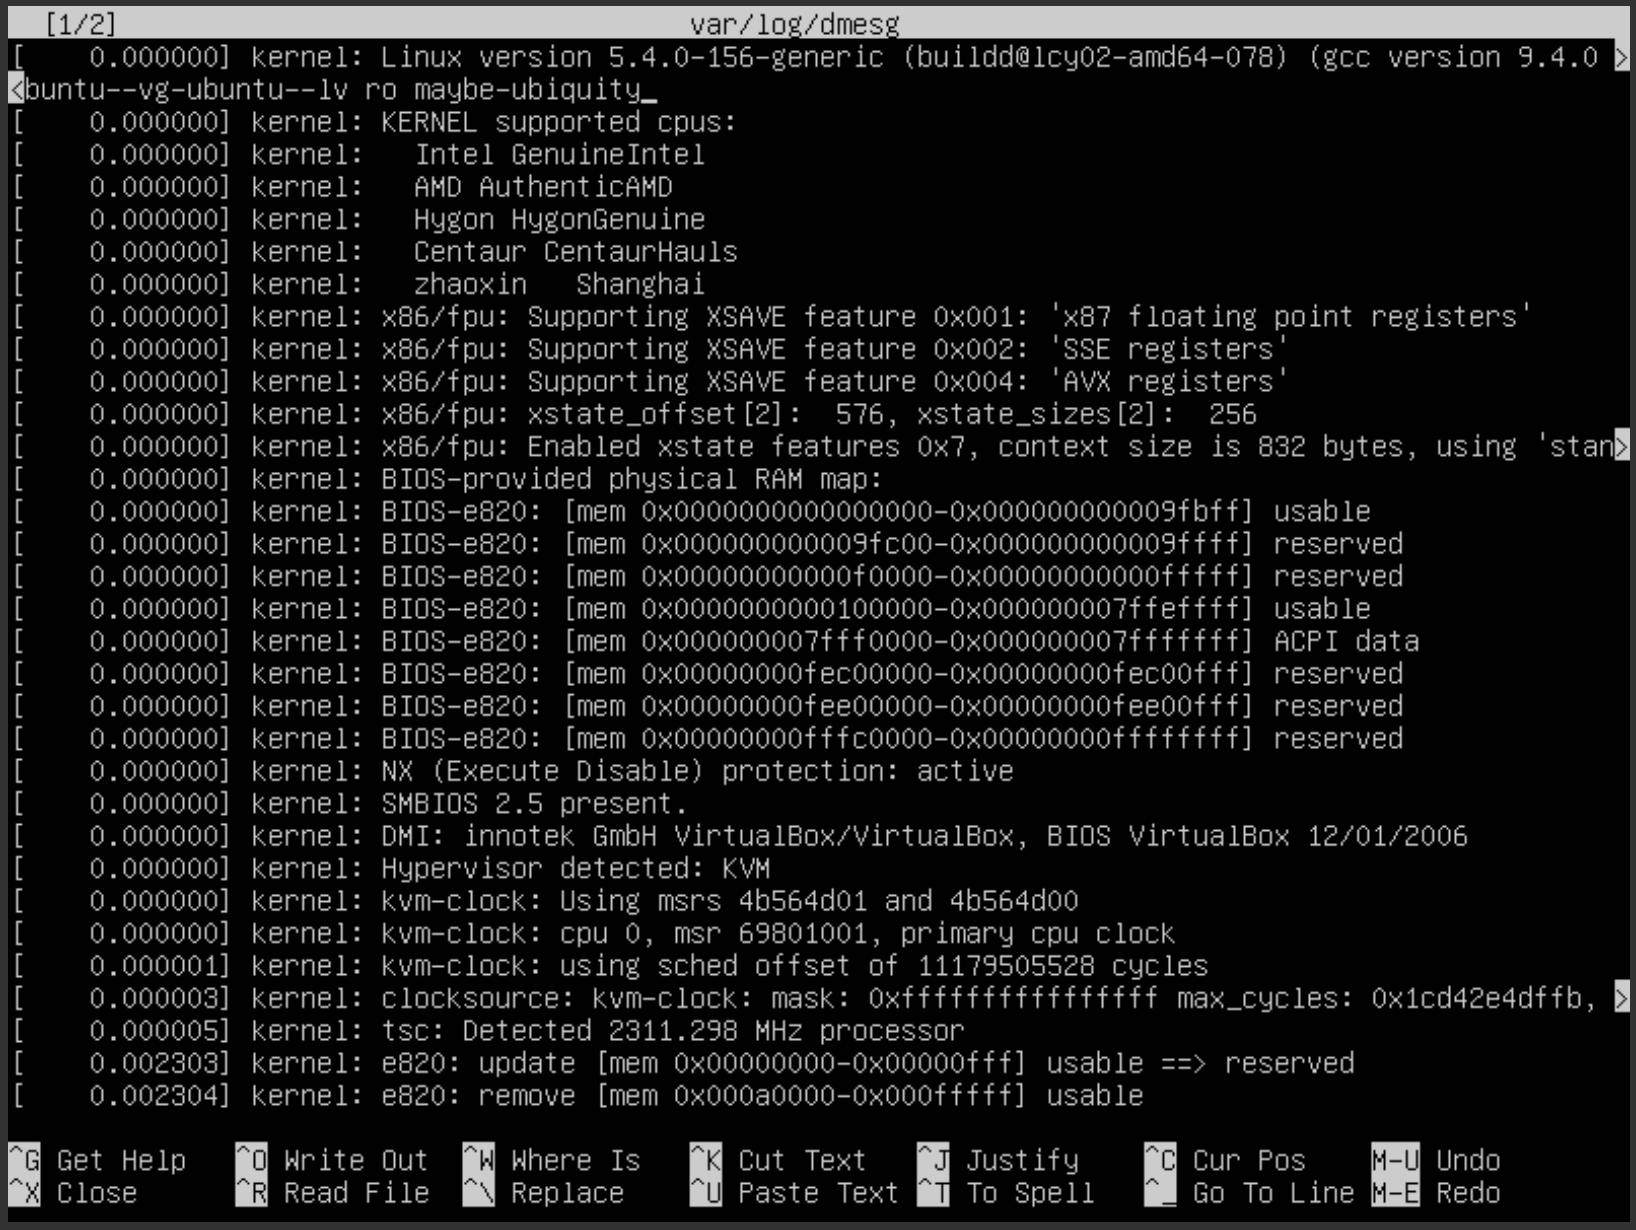 [1/2] var/log/dmesg
[    0.000000] kernel: Linux version 5.4.0-156-generic (buildd@lcy02-amd64-078) (gcc version 9.4.0 >
<buntu--vg-ubuntu--lv ro maybe-ubiquity_
[    0.000000] kernel: KERNEL supported cpus:
[    0.000000] kernel:   Intel GenuineIntel
[    0.000000] kernel:   AMD AuthenticAMD
[    0.000000] kernel:   Hygon HygonGenuine
[    0.000000] kernel:   Centaur CentaurHauls
[    0.000000] kernel:   zhaoxin   Shanghai
[    0.000000] kernel: x86/fpu: Supporting XSAVE feature 0x001: 'x87 floating point registers'
[    0.000000] kernel: x86/fpu: Supporting XSAVE feature 0x002: 'SSE registers'
[    0.000000] kernel: x86/fpu: Supporting XSAVE feature 0x004: 'AVX registers'
[    0.000000] kernel: x86/fpu: xstate_offset[2]:  576, xstate_sizes[2]:  256
[    0.000000] kernel: x86/fpu: Enabled xstate features 0x7, context size is 832 bytes, using 'stan>
[    0.000000] kernel: BIOS-provided physical RAM map:
[    0.000000] kernel: BIOS-e820: [mem 0x0000000000000000-0x000000000009fbff] usable
[    0.000000] kernel: BIOS-e820: [mem 0x000000000009fc00-0x000000000009ffff] reserved
[    0.000000] kernel: BIOS-e820: [mem 0x00000000000f0000-0x00000000000fffff] reserved
[    0.000000] kernel: BIOS-e820: [mem 0x0000000000100000-0x000000007ffeffff] usable
[    0.000000] kernel: BIOS-e820: [mem 0x000000007fff0000-0x000000007fffffff] ACPI data
[    0.000000] kernel: BIOS-e820: [mem 0x00000000fec00000-0x00000000fec00fff] reserved
[    0.000000] kernel: BIOS-e820: [mem 0x00000000fee00000-0x00000000fee00fff] reserved
[    0.000000] kernel: BIOS-e820: [mem 0x00000000fffc0000-0x00000000ffffffff] reserved
[    0.000000] kernel: NX (Execute Disable) protection: active
[    0.000000] kernel: SMBIOS 2.5 present.
[    0.000000] kernel: DMI: innotek GmbH VirtualBox/VirtualBox, BIOS VirtualBox 12/01/2006
[    0.000000] kernel: Hypervisor detected: KVM
[    0.000000] kernel: kvm-clock: Using msrs 4b564d01 and 4b564d00
[    0.000000] kernel: kvm-clock: cpu 0, msr 69801001, primary cpu clock
[    0.000001] kernel: kvm-clock: using sched offset of 11179505528 cycles
[    0.000003] kernel: clocksource: kvm-clock: mask: 0xffffffffffffffff max_cycles: 0x1cd42e4dffb, >
[    0.000005] kernel: tsc: Detected 2311.298 MHz processor
[    0.002303] kernel: e820: update [mem 0x00000000-0x00000fff] usable ==> reserved
[    0.002304] kernel: e820: remove [mem 0x000a0000-0x000fffff] usable
^G Get Help ^O Write Out ^W Where Is ^K Cut Text ^J Justify ^C Cur Pos M-U Undo
^X Close ^R Read File ^\ Replace ^U Paste Text ^T To Spell ^_ Go To Line M-E Redo